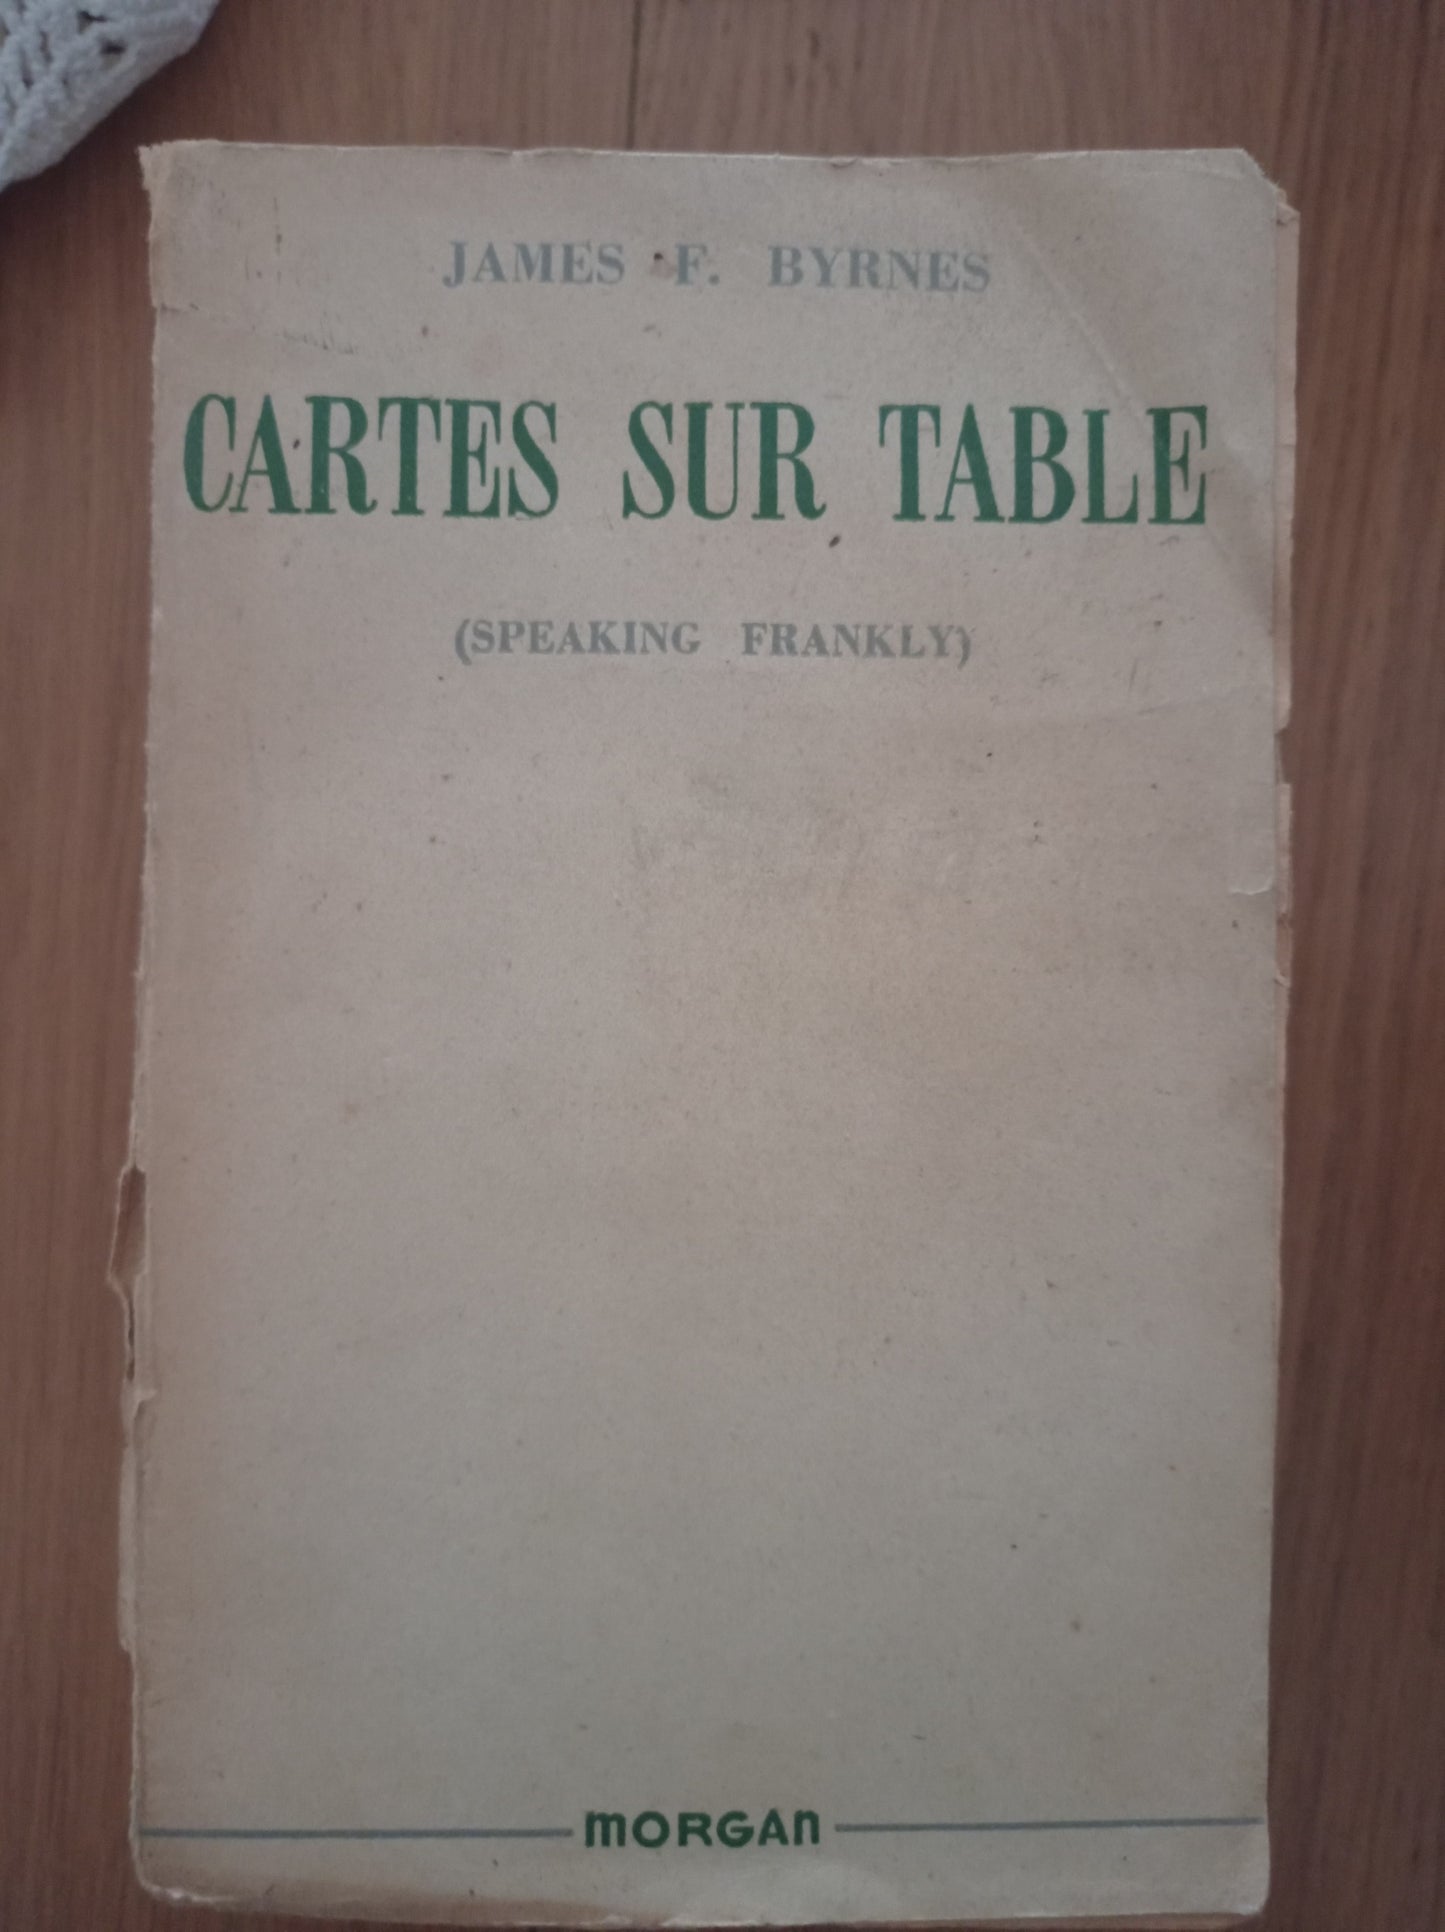 JAMES F. BYRNES
CARTES SUR TABLE
(SPEAKING FRANKLY)
MORGAN